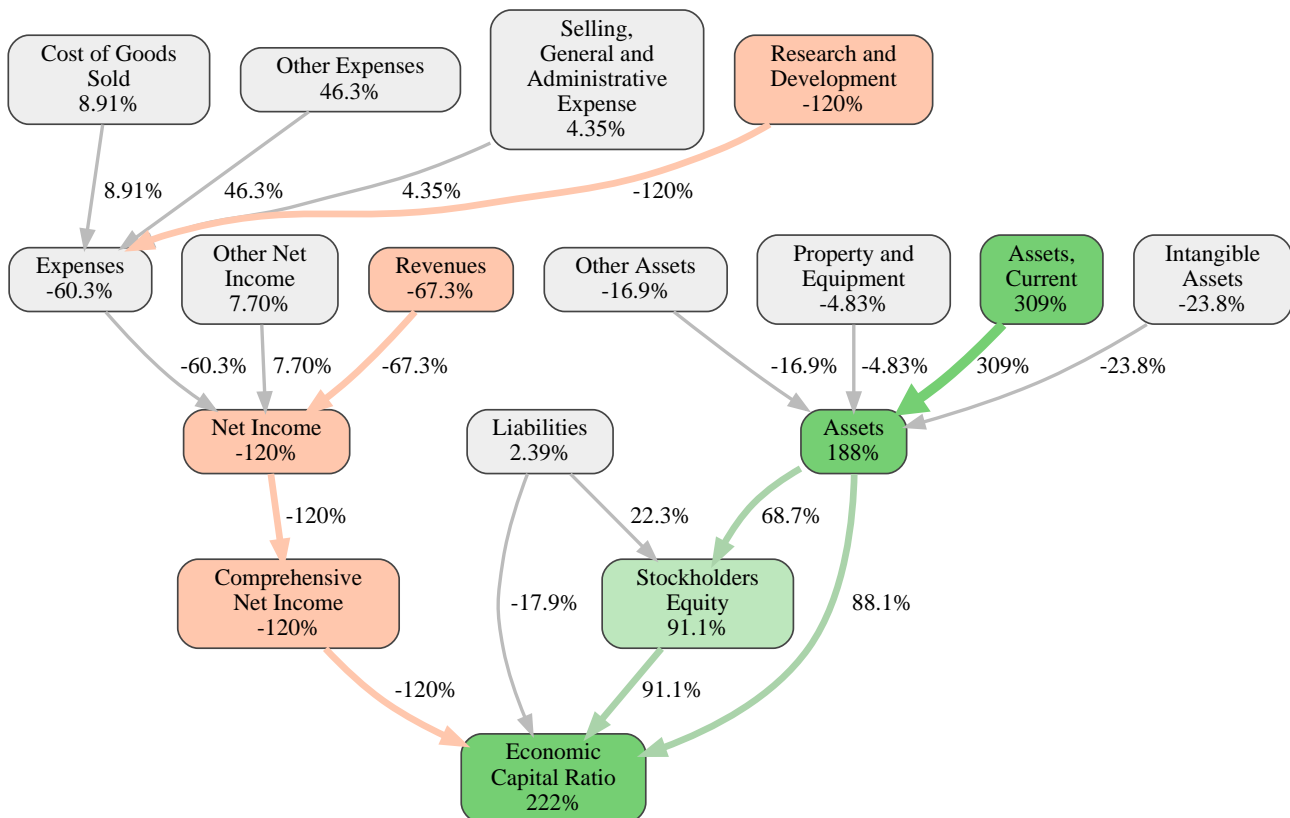 Cost of Goods
Sold
8.91%
Other Expenses
46.3%
Selling,
General and
Administrative
Expense
4.35%
Research and
Development
-120%
8.91%
46.3%
4.35%
-120%
Expenses
-60.3%
Other Net
Income
7.70%
Revenues
-67.3%
Other Assets
-16.9%
Property and
Equipment
-4.83%
Assets,
Current
309%
Intangible
Assets
-23.8%
-60.3%
7.70%
-67.3%
-16.9%
-4.83%
309%
-23.8%
Net Income
-120%
Liabilities
2.39%
Assets
188%
-120%
22.3%
68.7%
Comprehensive
Net Income
-120%
-17.9%
Stockholders
Equity
91.1%
88.1%
-120%
91.1%
Economic
Capital Ratio
222%